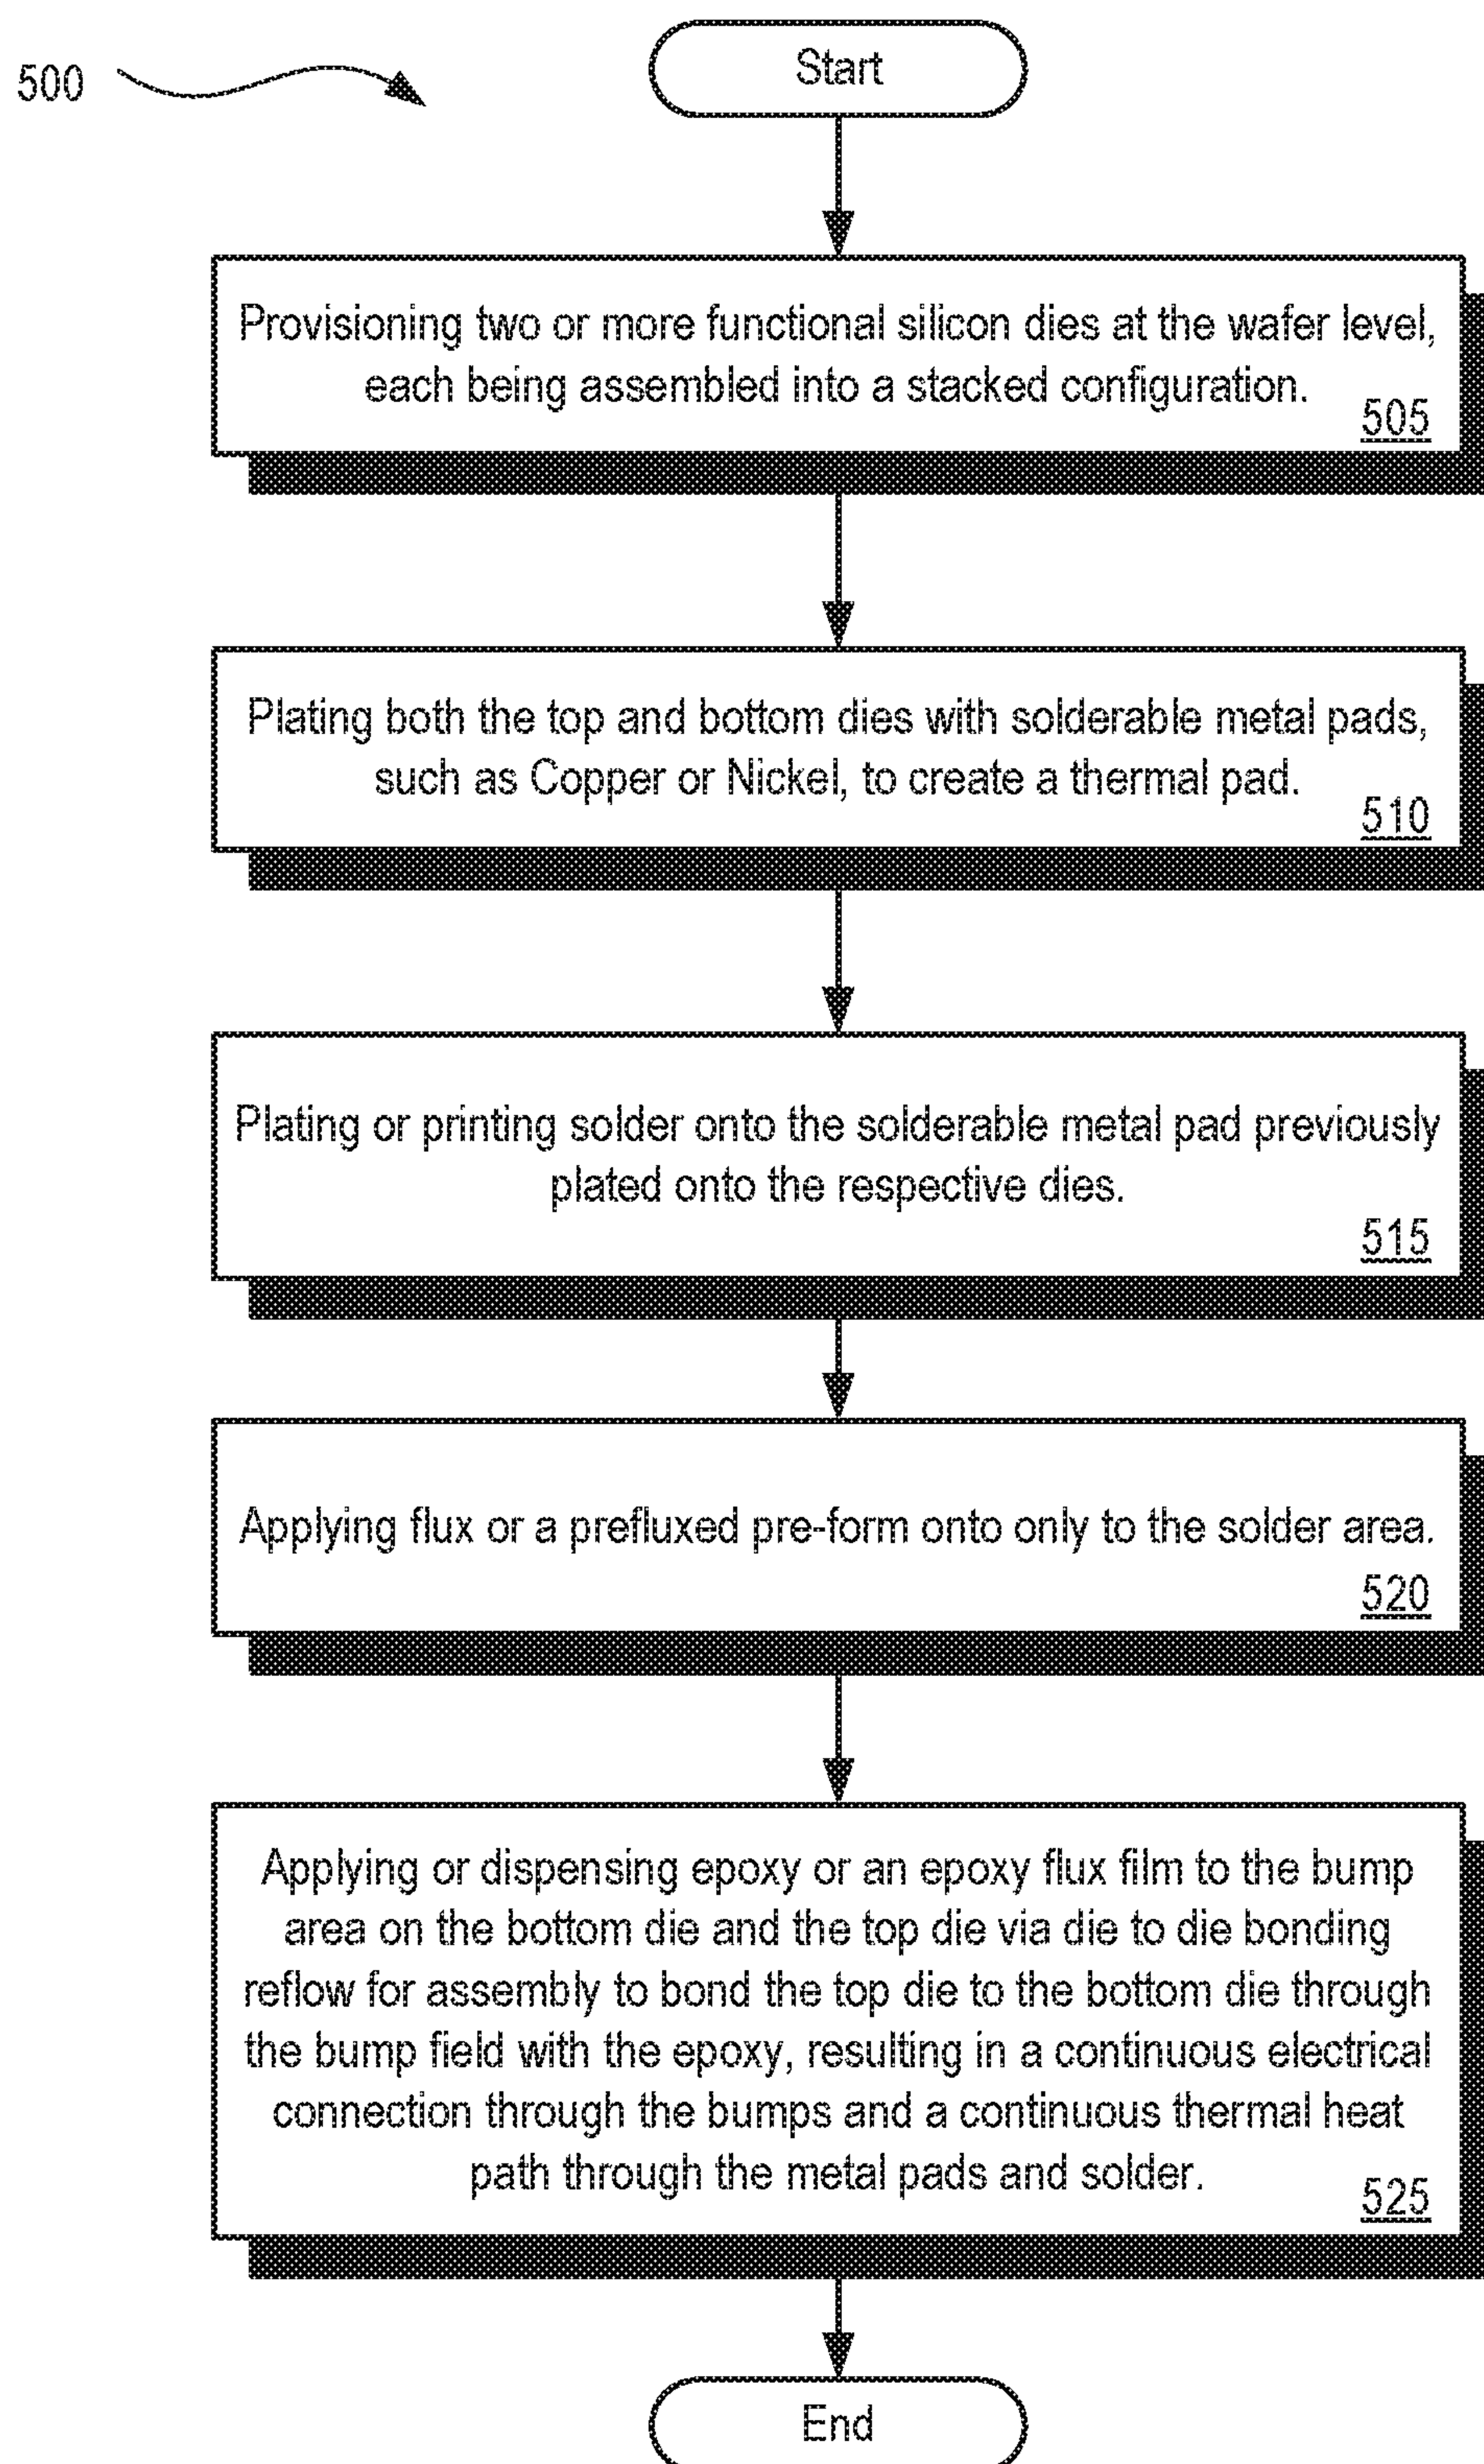 500
Start
Provisioning two or more functional silicon dies at the wafer level,
each being assembled into a stacked configuration.
505
Plating both the top and bottom dies with solderable metal pads,
such as Copper or Nickel, to create a thermal pad.
510
Plating or printing solder onto the solderable metal pad previously
plated onto the respective dies.
515
Applying flux or a prefluxed pre-form onto only to the solder area.
520
Applying or dispensing epoxy or an epoxy flux film to the bump
area on the bottom die and the top die via die to die bonding
reflow for assembly to bond the top die to the bottom die through
the bump field with the epoxy, resulting in a continuous electrical
connection through the bumps and a continuous thermal heat
path through the metal pads and solder.
525
End